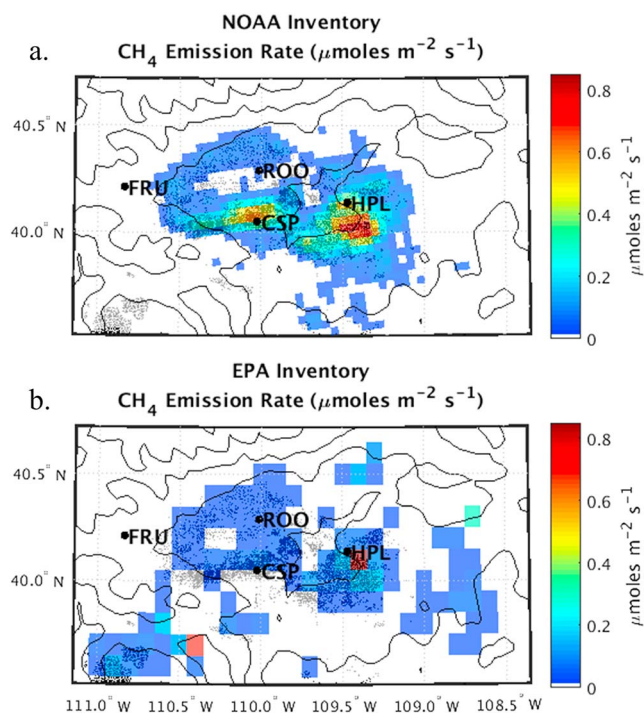 NOAA Inventory
a. CH₄ Emission Rate (μmoles m⁻² s⁻¹)
40.5° N
40.0° N
FRU
ROO
CSP
HPL
0.8
0.6
0.4
0.2
0
μmoles m⁻² s⁻¹
EPA Inventory
b. CH₄ Emission Rate (μmoles m⁻² s⁻¹)
40.5° N
40.0° N
FRU
ROO
CSP
HPL
0.8
0.6
0.4
0.2
0
μmoles m⁻² s⁻¹
111.0° W 110.5° W 110.0° W 109.5° W 109.0° W 108.5° W